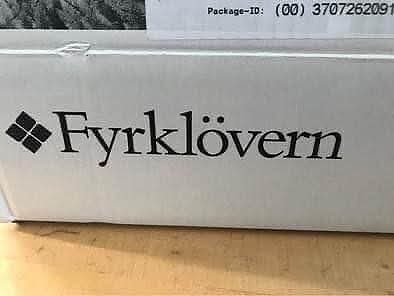 Package-ID: (00) 3707262091
Fyrklövern